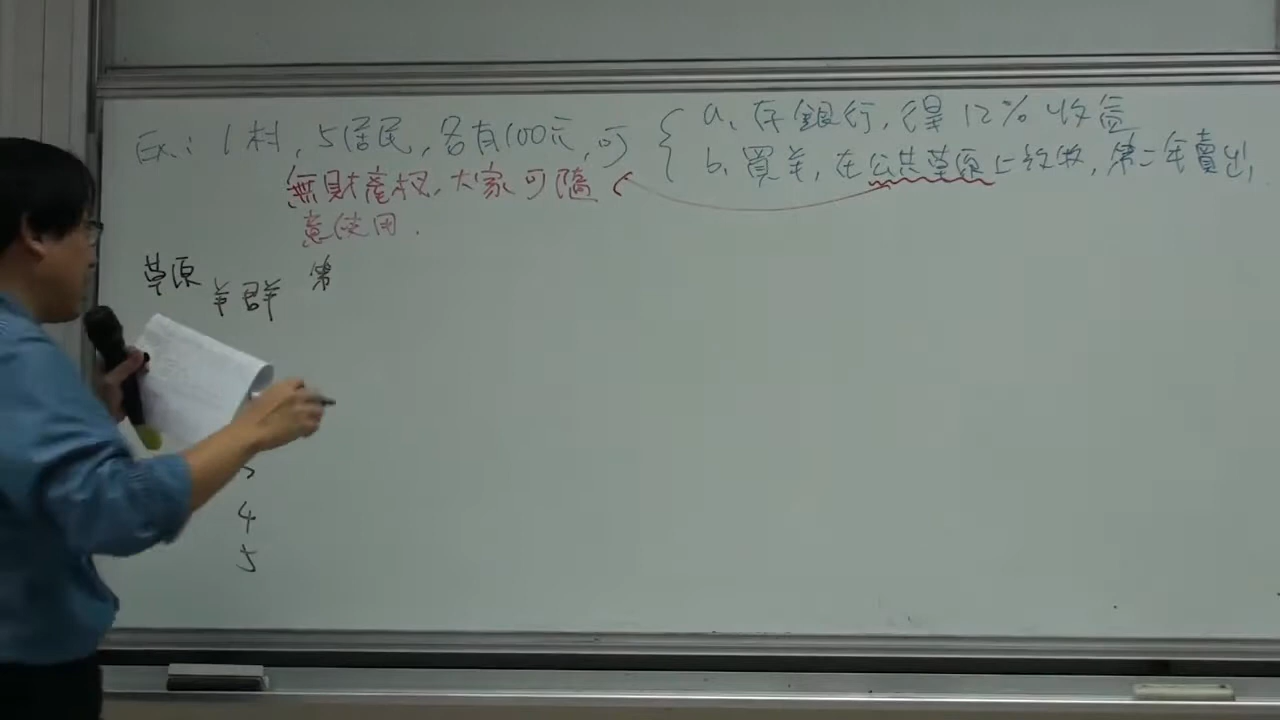 Ex: 1村, 5居民, 各有100元, 可
a. 存銀行, 得12%收益
b. 買羊, 在公共草原上放牧, 第二年賣出
無財產权, 大家可隨
意使用.
草原 羊群 第
4
5